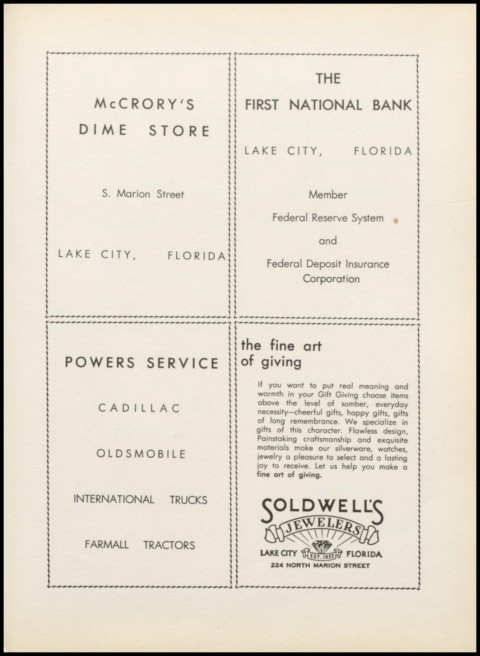 McCRORY'S
DIME STORE
S. Marion Street
LAKE CITY, FLORIDA
THE
FIRST NATIONAL BANK
LAKE CITY, FLORIDA
Member
Federal Reserve System
and
Federal Deposit Insurance
Corporation
POWERS SERVICE
CADILLAC
OLDSMOBILE
INTERNATIONAL TRUCKS
FARMALL TRACTORS
the fine art
of giving
If you want to put real meaning and
warmth in your Gift Giving choose items
above the level of somber, everyday
necessity—cheerful gifts, happy gifts, gifts
of long remembrance. We specialize in
gifts of this character. Flawless design,
Painstaking craftsmanship and exquisite
materials make our silverware, watches,
jewelry a pleasure to select and a lasting
joy to receive. Let us help you make a
fine art of giving.
SOLDWELL'S
JEWELERS
LAKE CITY FLORIDA
224 NORTH MARION STREET